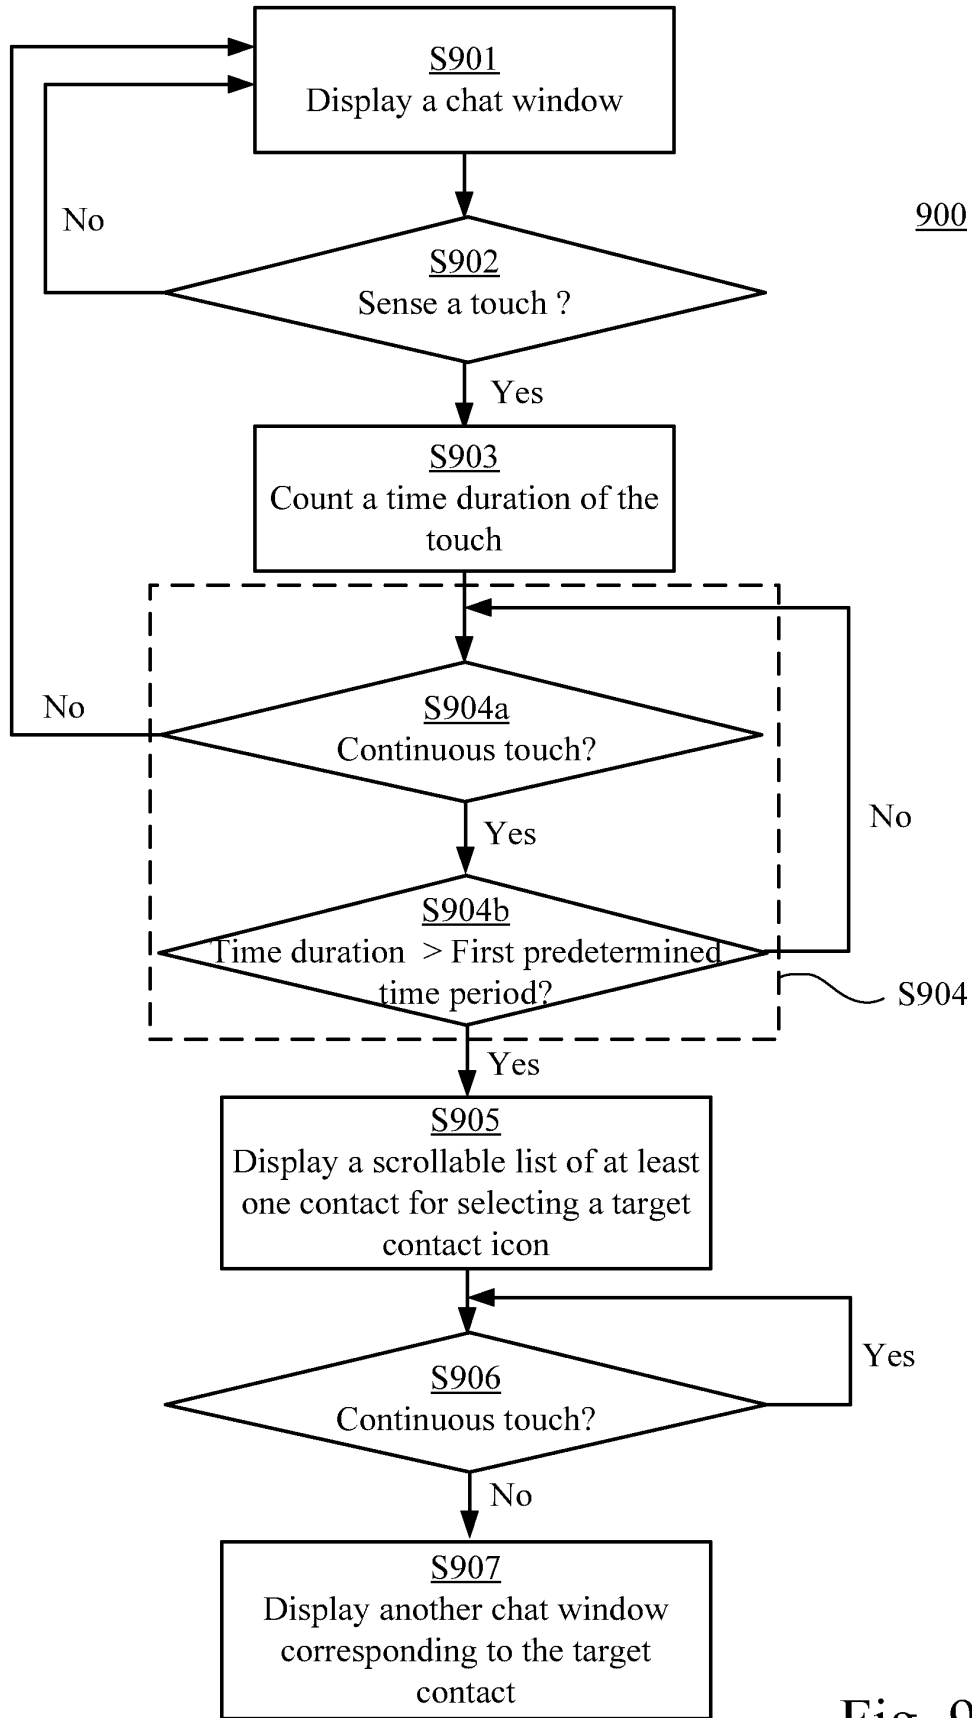 S901
Display a chat window
No
900
S902
Sense a touch ?
Yes
S903
Count a time duration of the
touch
No
S904a
Continuous touch?
Yes
No
S904b
Time duration > First predetermined
time period?
S904
Yes
S905
Display a scrollable list of at least
one contact for selecting a target
contact icon
Yes
S906
Continuous touch?
No
S907
Display another chat window
corresponding to the target
contact
Fig. 9